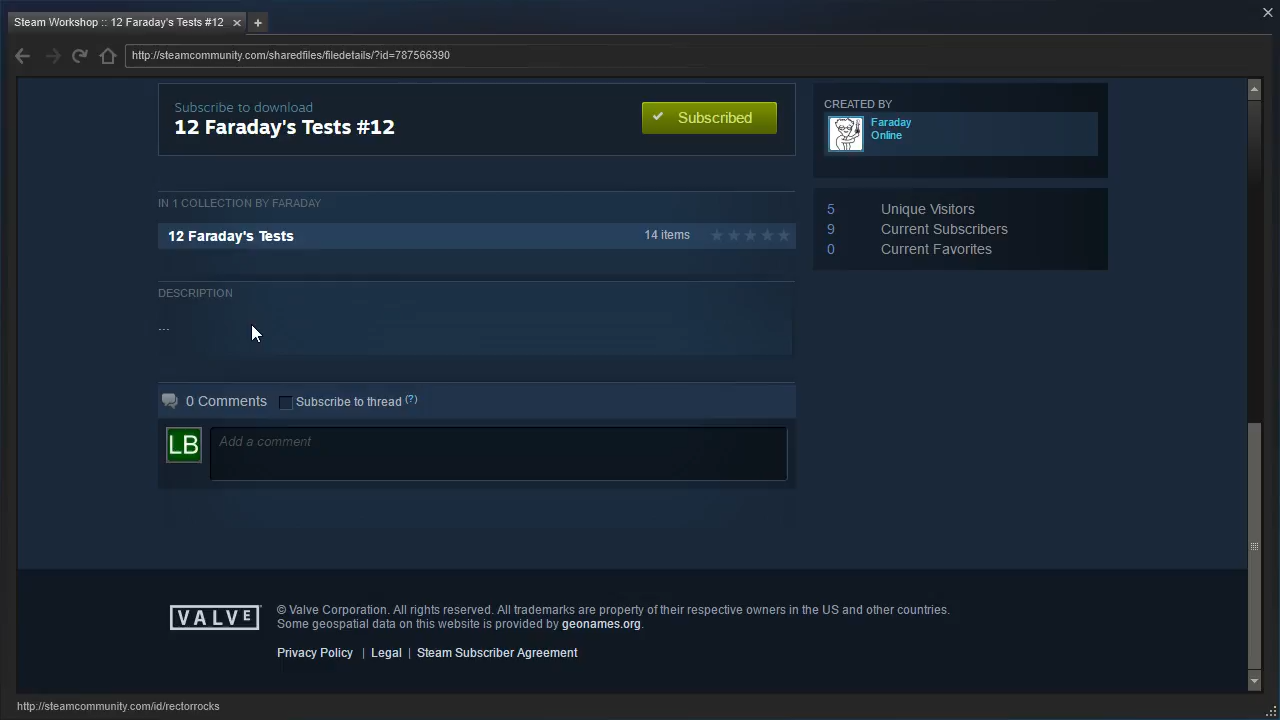 Steam Workshop :: 12 Faraday's Tests #12
http://steamcommunity.com/sharedfiles/filedetails/?id=787566390
Subscribe to download
12 Faraday's Tests #12
Subscribed
IN 1 COLLECTION BY FARADAY
12 Faraday's Tests
14 items
DESCRIPTION
...
0 Comments
Subscribe to thread (?)
LB
Add a comment
CREATED BY
Faraday
Online
5 Unique Visitors
9 Current Subscribers
0 Current Favorites
VALVE
© Valve Corporation. All rights reserved. All trademarks are property of their respective owners in the US and other countries.
Some geospatial data on this website is provided by geonames.org.
Privacy Policy | Legal | Steam Subscriber Agreement
http://steamcommunity.com/id/rectorrocks